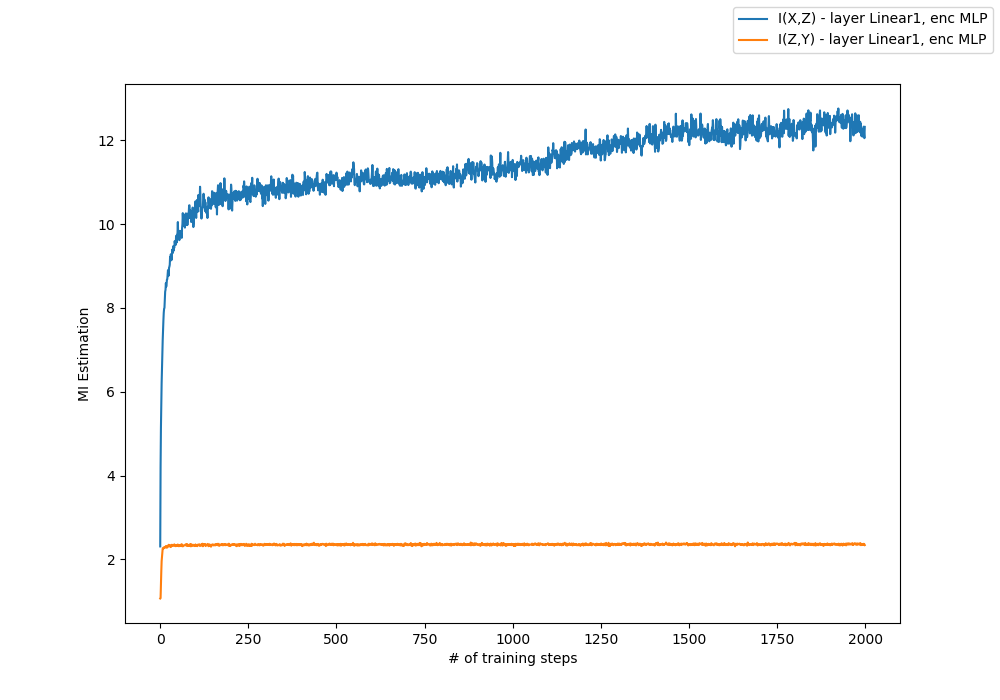 I(X,Z) - layer Linear1, enc MLP
I(Z,Y) - layer Linear1, enc MLP
12
10
8
6
4
2
MI Estimation
0 250 500 750 1000 1250 1500 1750 2000
# of training steps